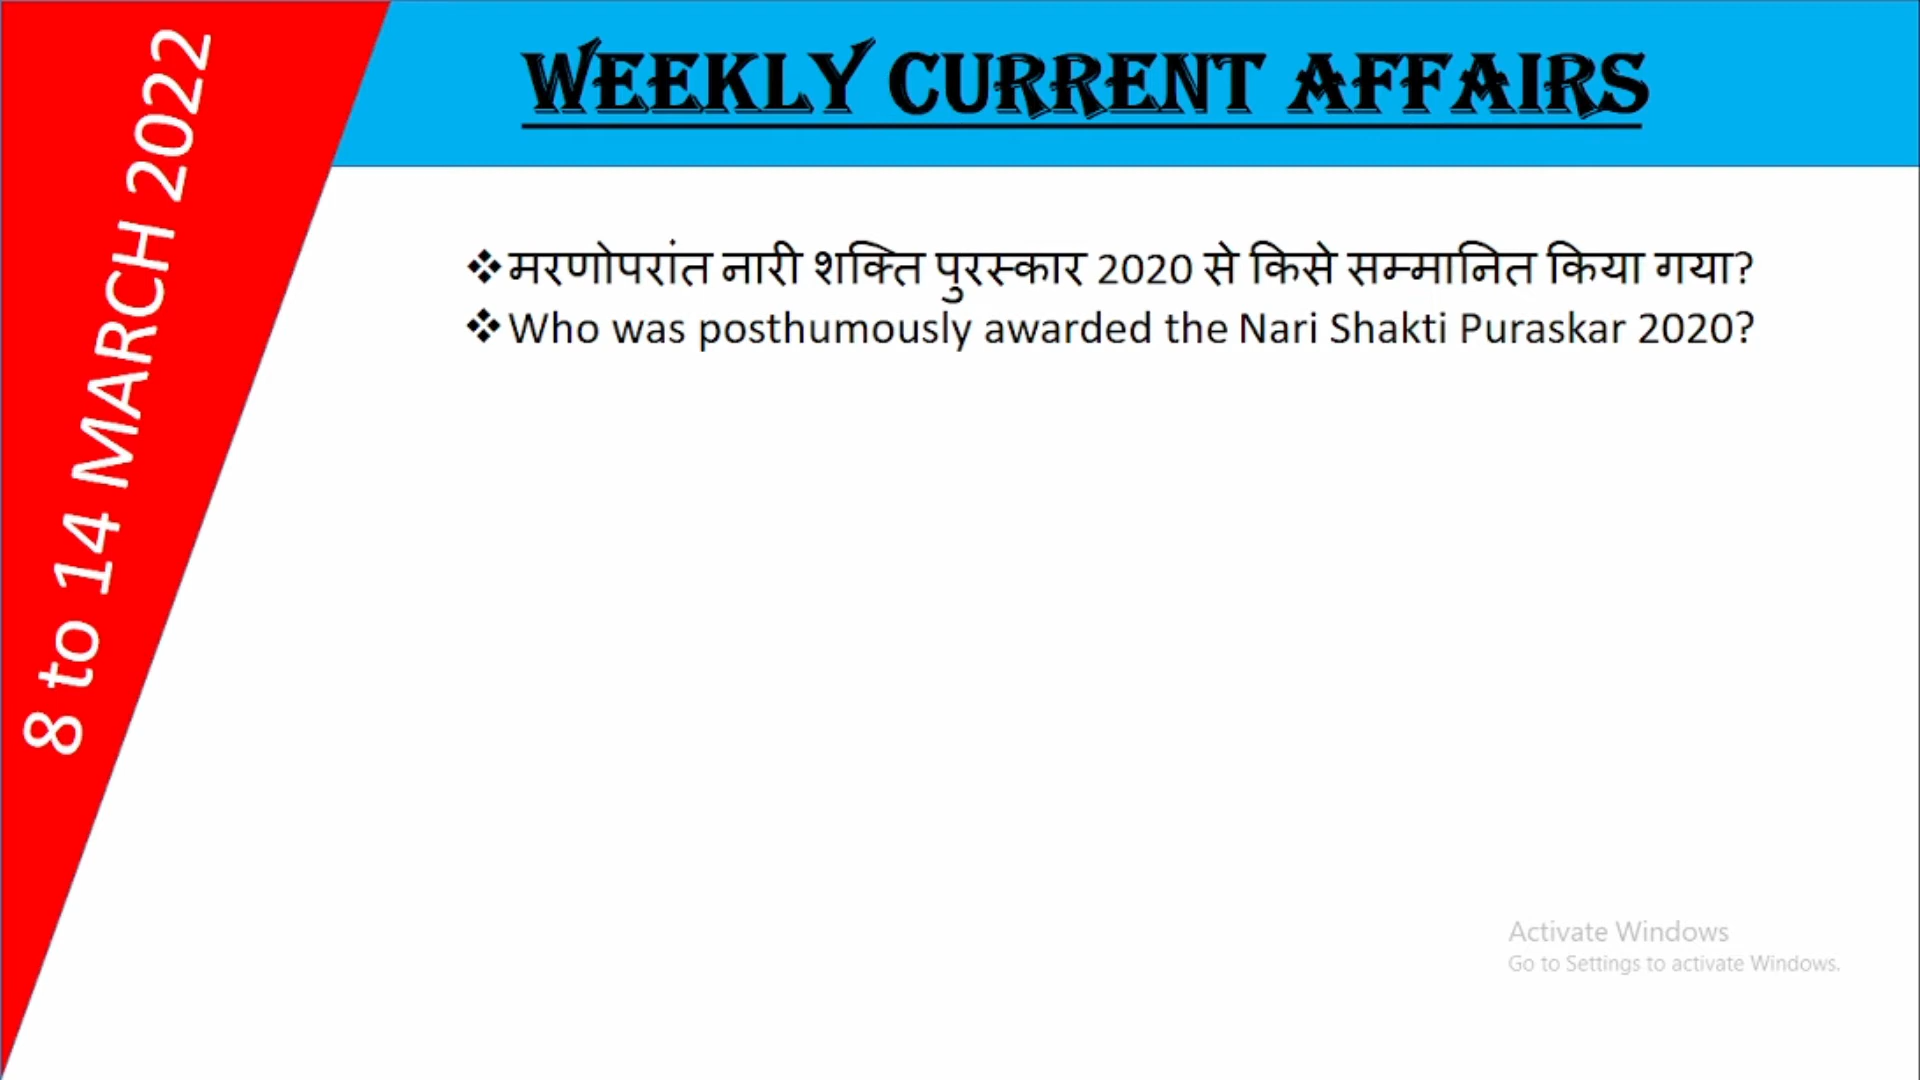 WEEKLY CURRENT AFFAIRS
8 to 14 MARCH 2022
❖मरणोपरांत नारी शक्ति पुरस्कार 2020 से किसे सम्मानित किया गया?
❖Who was posthumously awarded the Nari Shakti Puraskar 2020?
Activate Windows
Go to Settings to activate Windows.